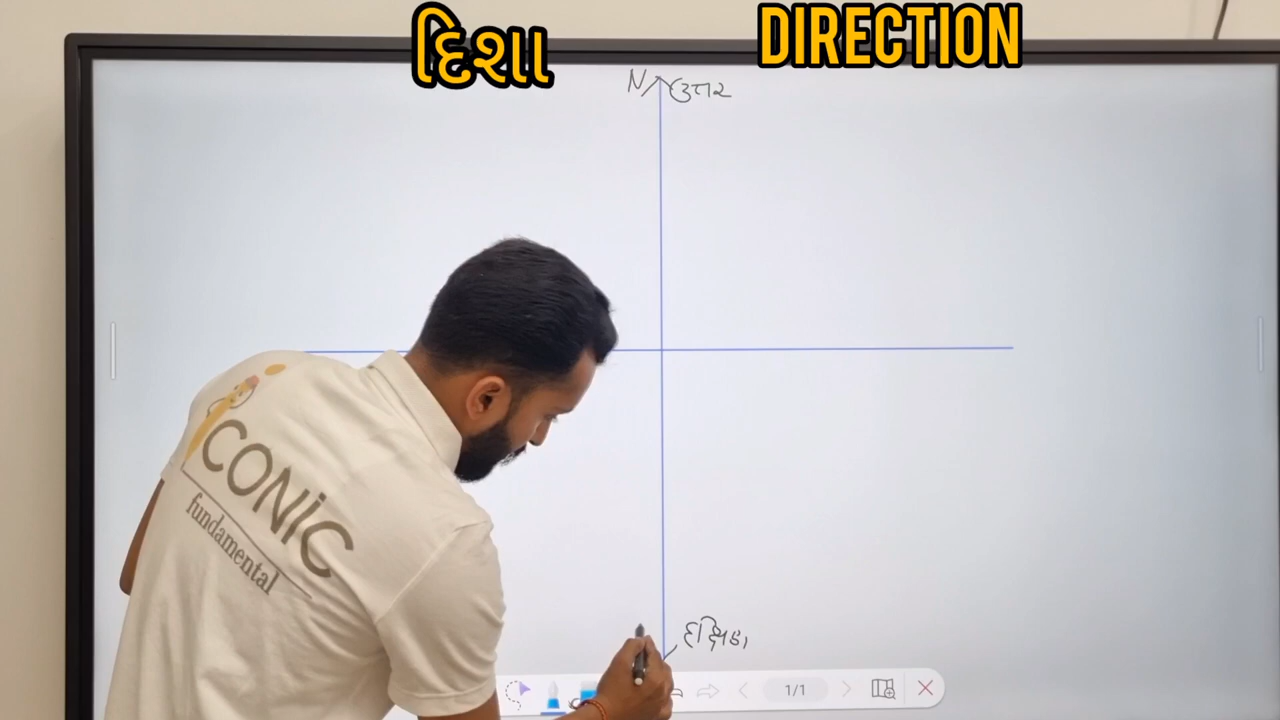 દિશા
DIRECTION
N ઉત્તર
iCONiC
fundamental
દક્ષિણ
1/1